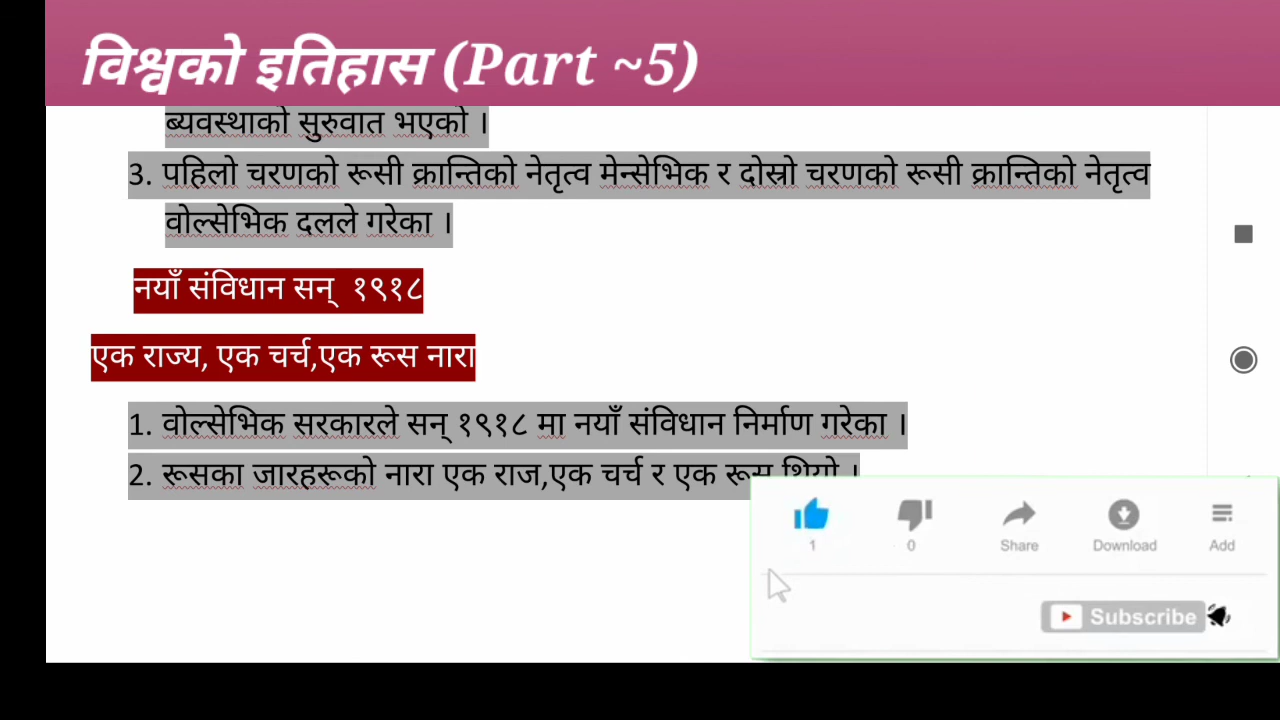 विश्वको इतिहास (Part ~5)
ब्यवस्थाको सुरुवात भएको ।
3. पहिलो चरणको रूसी क्रान्तिको नेतृत्व मेन्सेभिक र दोस्रो चरणको रूसी क्रान्तिको नेतृत्व
वोल्सेभिक दलले गरेका ।
नयाँ संविधान सन् १९१८
एक राज्य, एक चर्च,एक रूस नारा
1. वोल्सेभिक सरकारले सन् १९१८ मा नयाँ संविधान निर्माण गरेका ।
2. रूसका जारहरूको नारा एक राज,एक चर्च र एक रूस थियो ।
1 0 Share Download Add
Subscribe